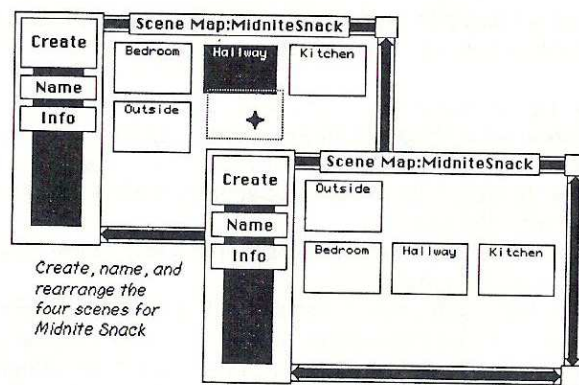 Scene Map:MidniteSnack
Create
Name
Info
Bedroom
Hallway
Kitchen
Outside
Scene Map:MidniteSnack
Create
Name
Info
Outside
Bedroom
Hallway
Kitchen
Create, name, and
rearrange the
four scenes for
Midnite Snack